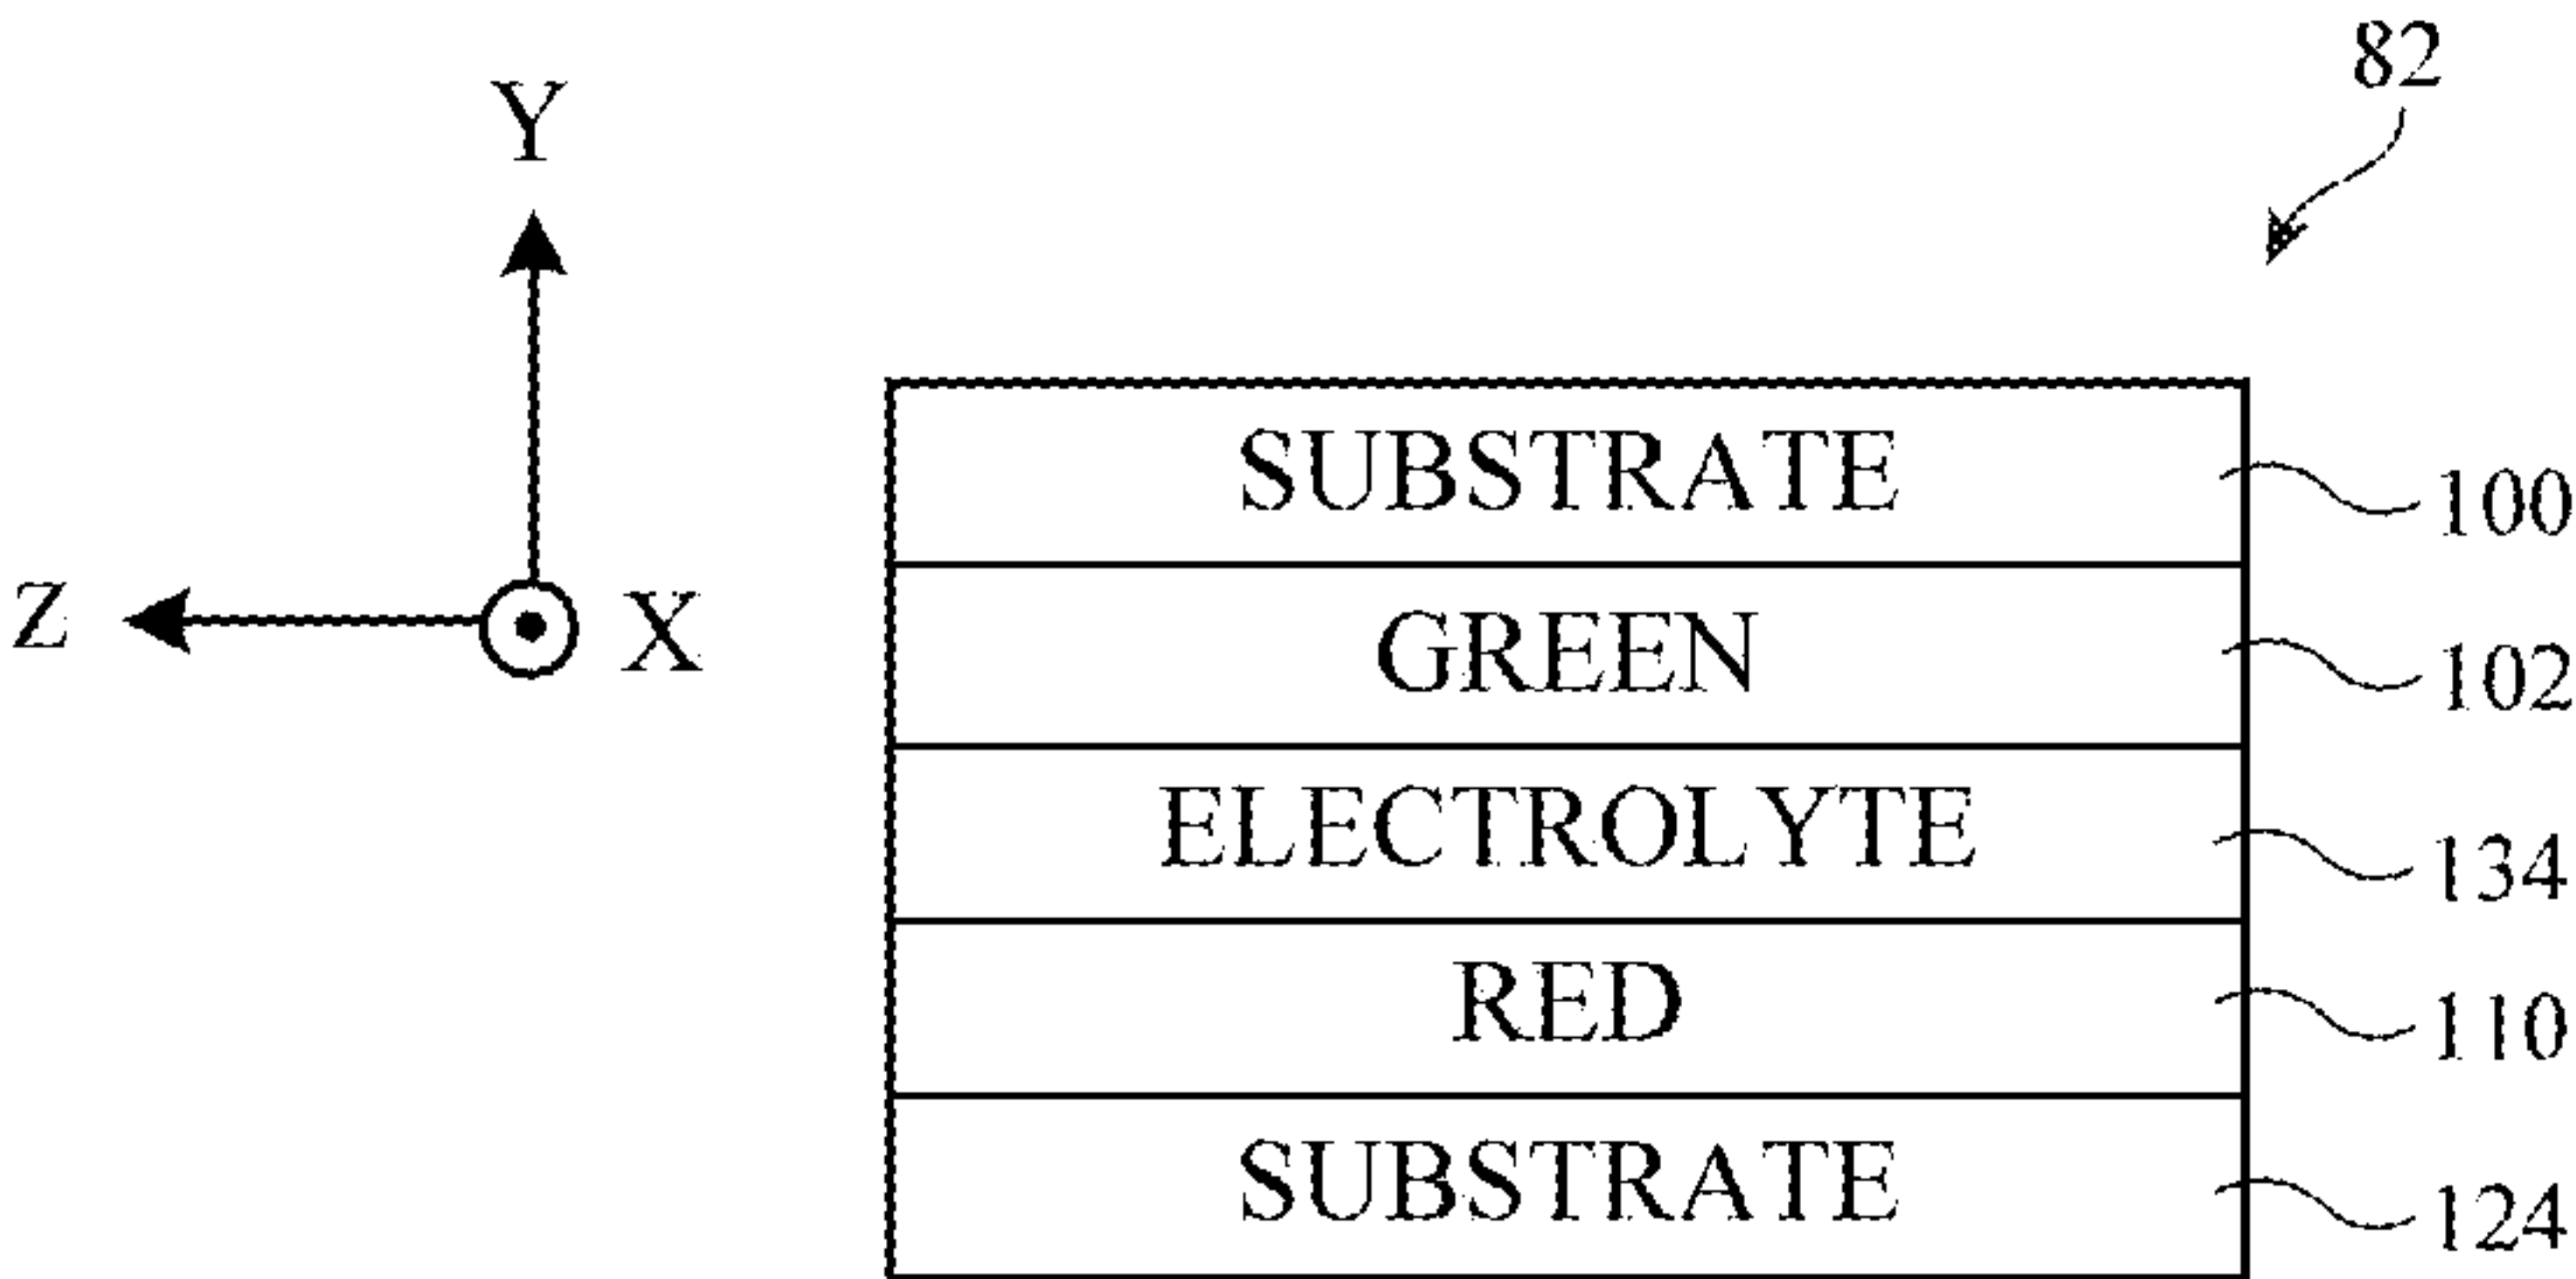 82
Y
Z X
SUBSTRATE 100
GREEN 102
ELECTROLYTE 134
RED 110
SUBSTRATE 124